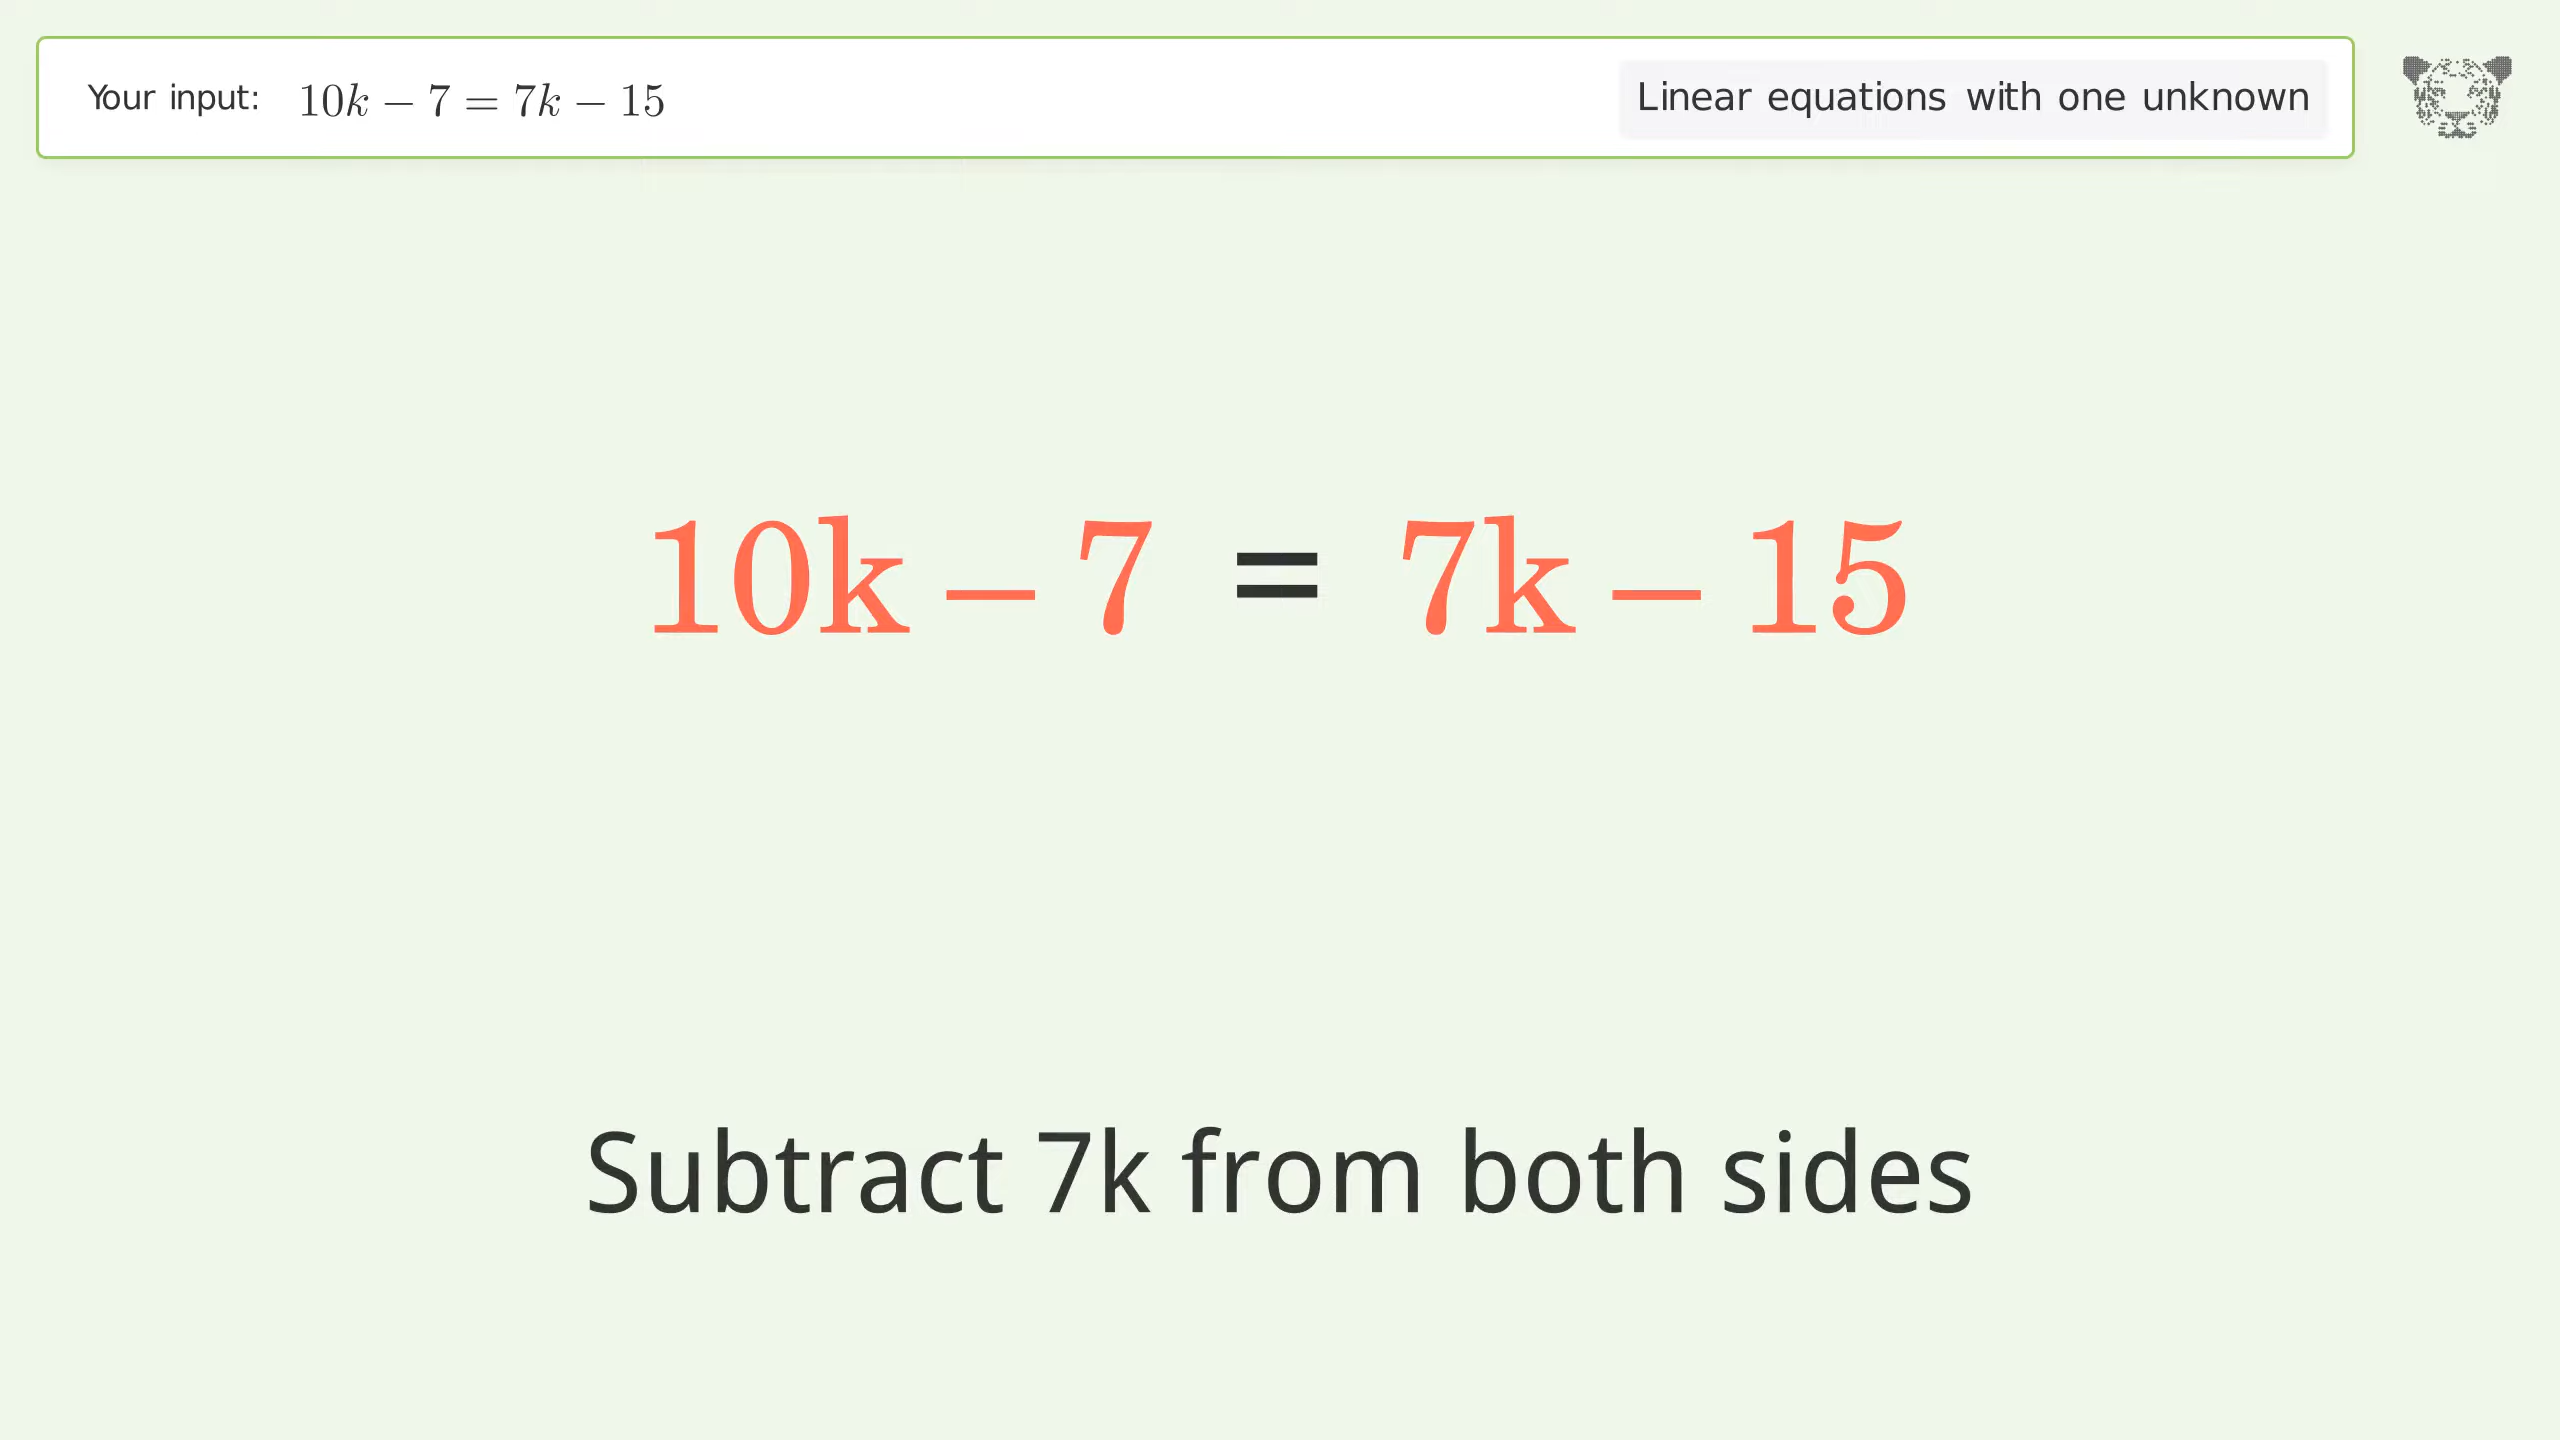 Your input: 10k − 7 = 7k − 15
Linear equations with one unknown
10k − 7 = 7k − 15
Subtract 7k from both sides